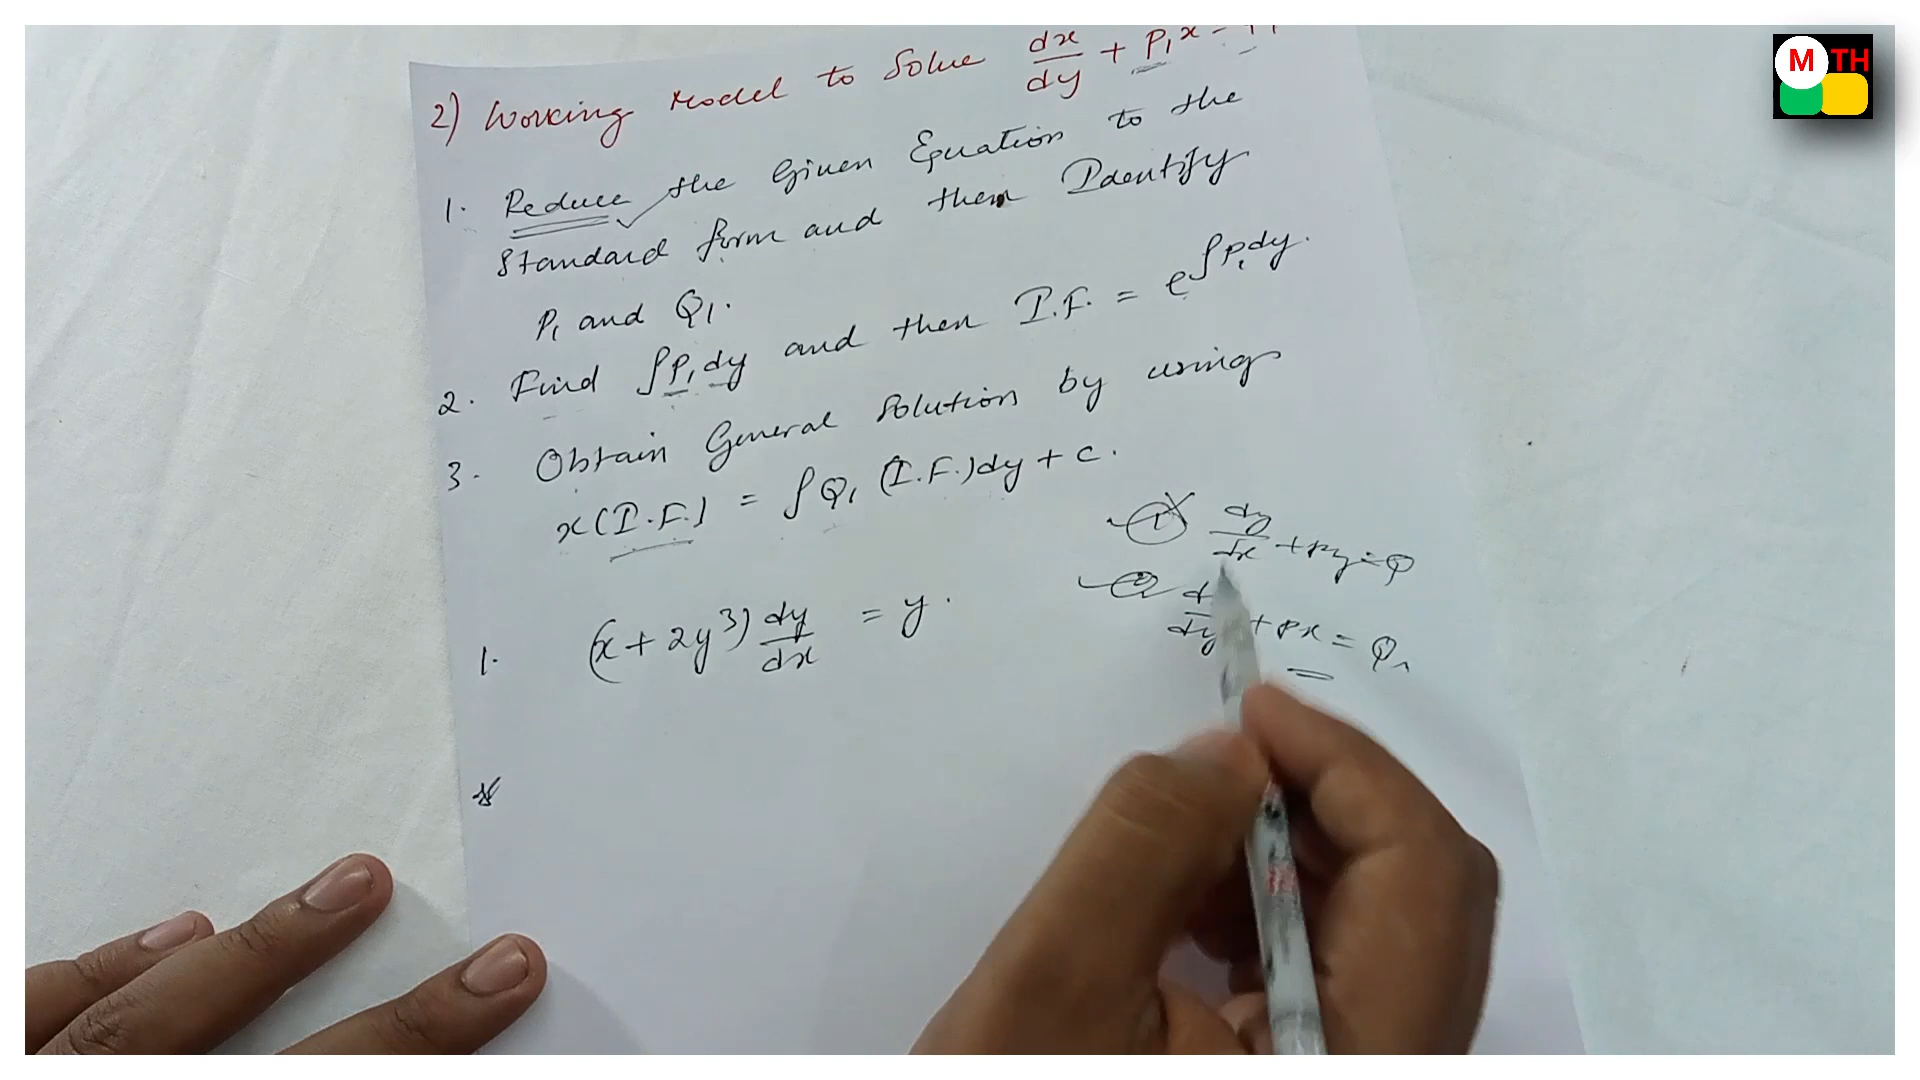 M TH
2) Working Model to Solve dx/dy + P₁x =
1. Reduce the Given Equation to the
Standard form and then Identify
P₁ and Q₁.
2. Find ∫P₁dy and then I.F. = e^∫P₁dy.
3. Obtain General Solution by using
x(I.F.) = ∫Q₁ (I.F.)dy + c.
① dy/dx + Py = Q
② d /dy + Px = Q₁
1. (x + 2y³) dy/dx = y.